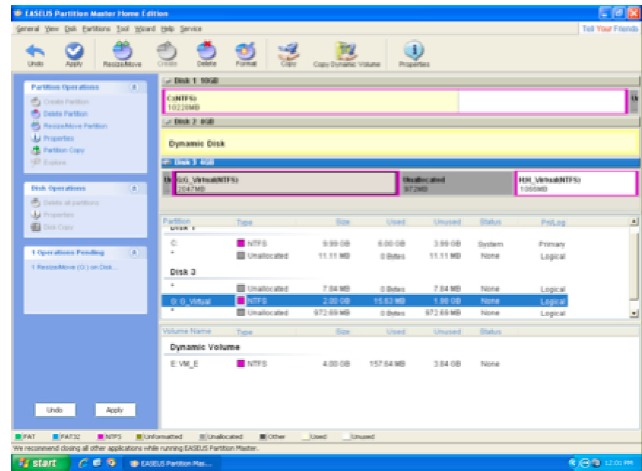 EASEUS Partition Master Home Edition
General View Disk Partitions Tool Wizard Help Service
Tell Your Friends
Undo Apply Resize/Move Create Delete Format Copy Copy Dynamic Volume Properties
Partition Operations
Create Partition
Delete Partition
Resize/Move Partition
Properties
Partition Copy
Explore
Disk Operations
Delete all partitions
Properties
Disk Copy
1 Operations Pending
1 Resize/Move (G:) on Disk...
Undo Apply
Disk 1 10GB
C:(NTFS)
10228MB
Disk 2 4GB
Dynamic Disk
Disk 3 4GB
G:G_Virtual(NTFS) Unallocated H:H_Virtual(NTFS)
2047MB 972MB
Partition Type Size Used Unused Status Pri/Log
Disk 1
C: NTFS 9.99 GB 6.00 GB 3.99 GB System Primary
* Unallocated 11.11 MB 0 Bytes 11.11 MB None Logical
Disk 3
* Unallocated 7.84 MB 0 Bytes 7.84 MB None Logical
G: G_Virtual NTFS 2.00 GB 15.63 MB 1.98 GB None Logical
* Unallocated 972.69 MB 0 Bytes 972.69 MB None Logical
Volume Name Type Size Used Unused Status
Dynamic Volume
E: VM_E NTFS 4.00 GB 157.64 MB 3.84 GB None
FAT FAT32 NTFS Unformatted Unallocated Other Used Unused
We recommend closing all other applications while running EASEUS Partition Master.
start EASEUS Partition Mas... 12:01 PM